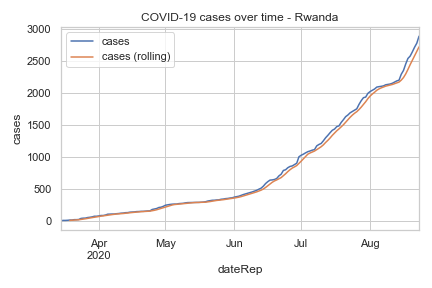 COVID-19 cases over time - Rwanda
cases
cases (rolling)
3000
2500
2000
1500
1000
500
0
cases
Apr
2020
May
Jun
Jul
Aug
dateRep